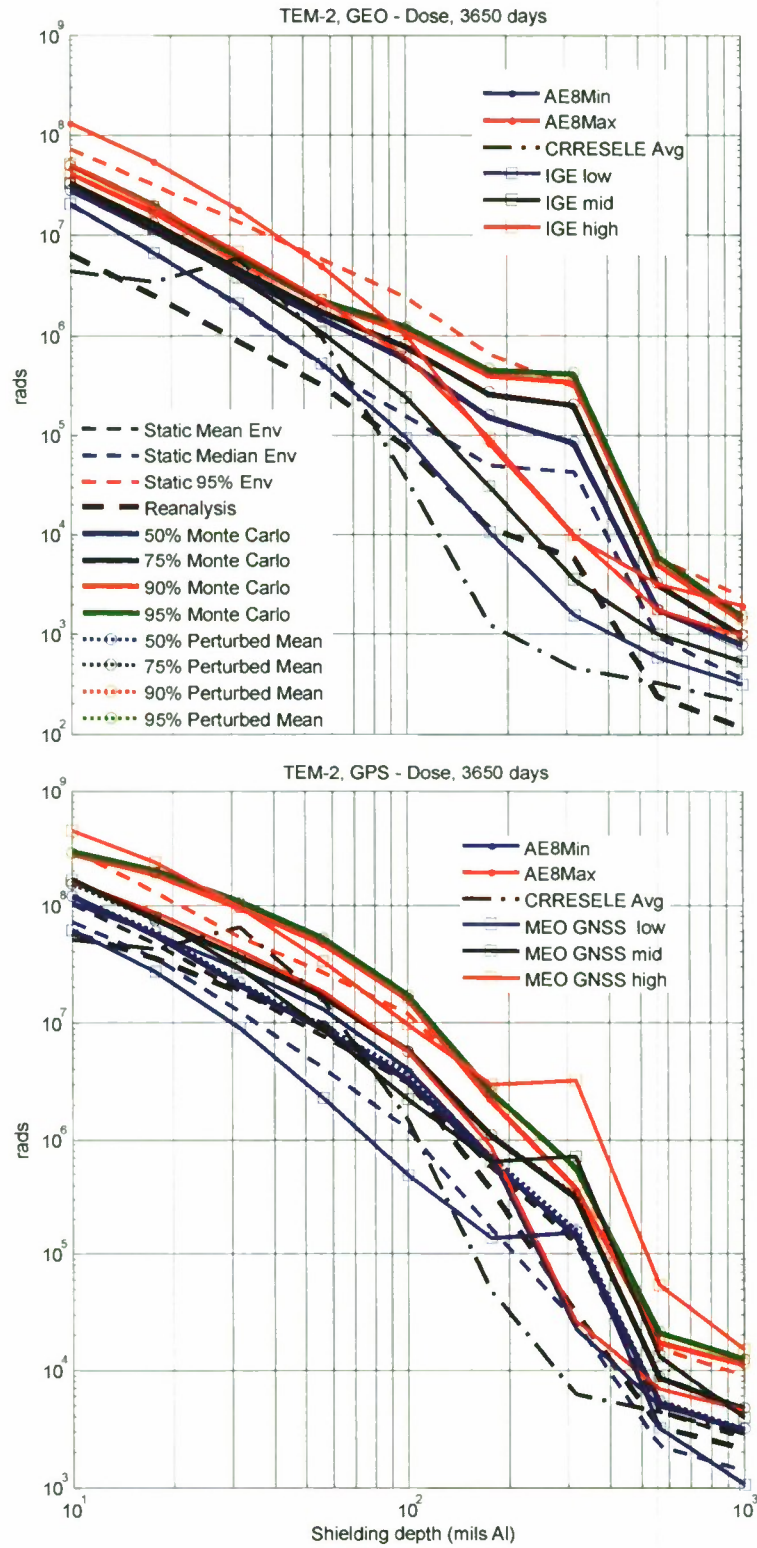 TEM-2, GEO - Dose, 3650 days
10^9
10^8
10^7
10^6
10^5
10^4
10^3
10^2
rads
AE8Min
AE8Max
CRRESELE Avg
IGE low
IGE mid
IGE high
Static Mean Env
Static Median Env
Static 95% Env
Reanalysis
50% Monte Carlo
75% Monte Carlo
90% Monte Carlo
95% Monte Carlo
50% Perturbed Mean
75% Perturbed Mean
90% Perturbed Mean
95% Perturbed Mean
TEM-2, GPS - Dose, 3650 days
10^9
10^8
10^7
10^6
10^5
10^4
10^3
rads
AE8Min
AE8Max
CRRESELE Avg
MEO GNSS low
MEO GNSS mid
MEO GNSS high
10^1
10^2
10^3
Shielding depth (mils Al)